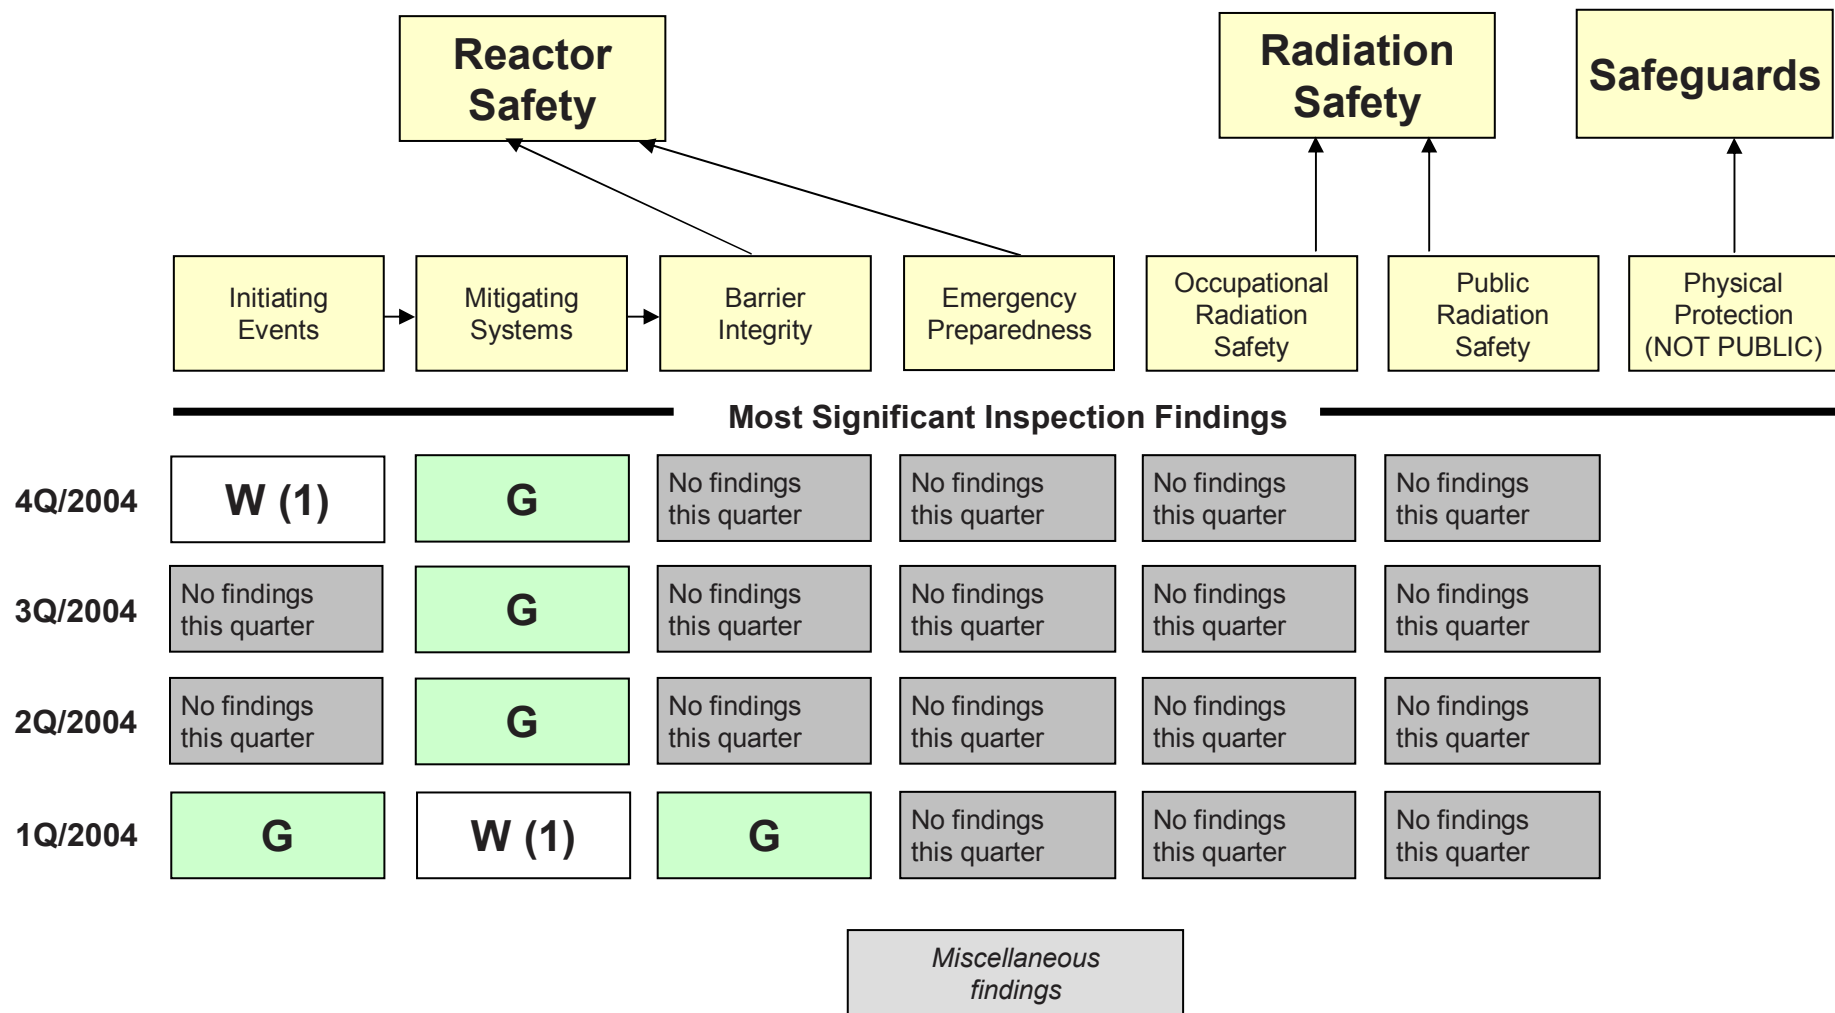 Reactor
Safety
Radiation
Safety
Safeguards
Initiating
Events
Mitigating
Systems
Barrier
Integrity
Emergency
Preparedness
Occupational
Radiation
Safety
Public
Radiation
Safety
Physical
Protection
(NOT PUBLIC)
Most Significant Inspection Findings
4Q/2004
W (1)
G
No findings
this quarter
No findings
this quarter
No findings
this quarter
No findings
this quarter
3Q/2004
No findings
this quarter
G
No findings
this quarter
No findings
this quarter
No findings
this quarter
No findings
this quarter
2Q/2004
No findings
this quarter
G
No findings
this quarter
No findings
this quarter
No findings
this quarter
No findings
this quarter
1Q/2004
G
W (1)
G
No findings
this quarter
No findings
this quarter
No findings
this quarter
Miscellaneous
findings